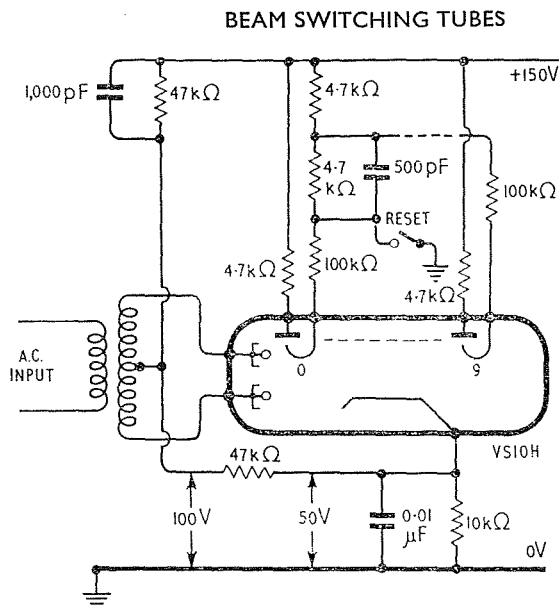 BEAM SWITCHING TUBES
+150V
1,000pF
47kΩ
4·7kΩ
4·7
kΩ
500pF
100kΩ
RESET
4·7kΩ
100kΩ
4·7kΩ
A.C.
INPUT
0
9
VS10H
47kΩ
100V
50V
0·01
μF
10kΩ
0V